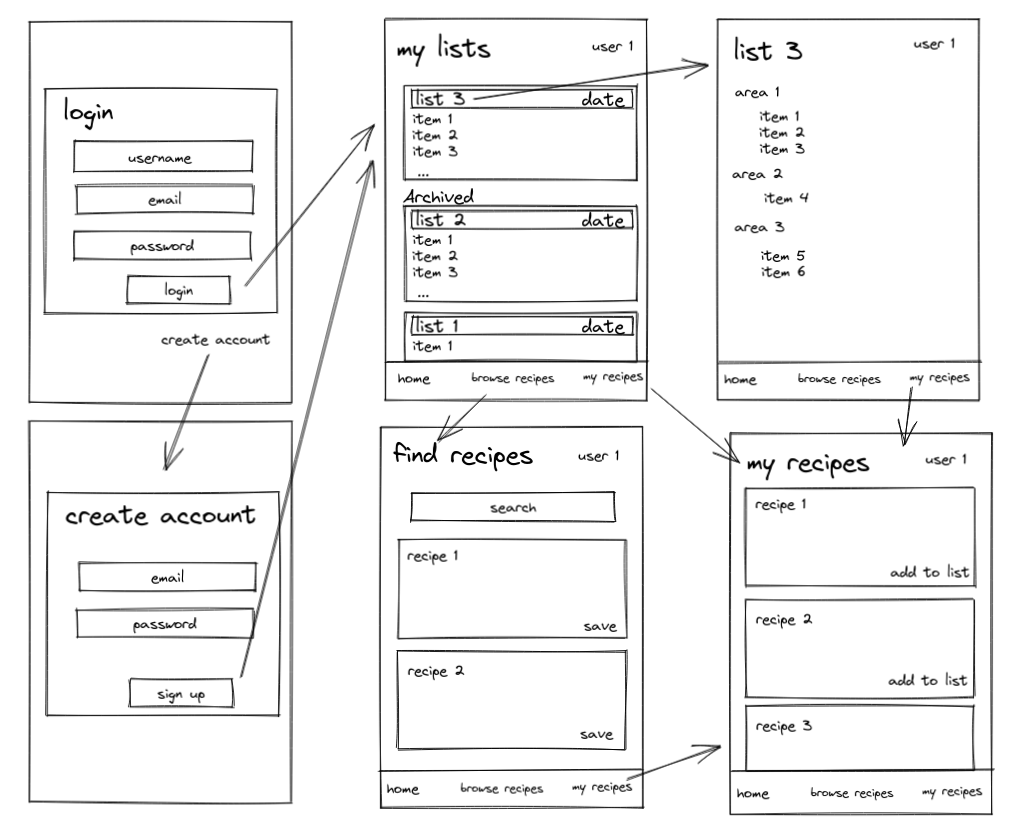 login
username
email
password
login
create account
my lists
user 1
list 3 date
item 1
item 2
item 3
...
Archived
list 2 date
item 1
item 2
item 3
...
list 1 date
item 1
home browse recipes my recipes
list 3
user 1
area 1
item 1
item 2
item 3
area 2
item 4
area 3
item 5
item 6
home browse recipes my recipes
create account
email
password
sign up
find recipes
user 1
search
recipe 1
save
recipe 2
save
home browse recipes my recipes
my recipes
user 1
recipe 1
add to list
recipe 2
add to list
recipe 3
home browse recipes my recipes